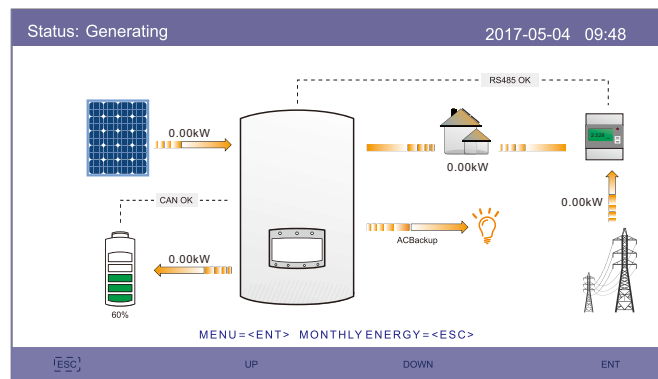 Status: Generating
2017-05-04 09:48
RS485 OK
0.00kW
0.00kW
CAN OK
0.00kW
0.00kW
ACBackup
60%
MENU=<ENT> MONTHLY ENERGY=<ESC>
ESC UP DOWN ENT